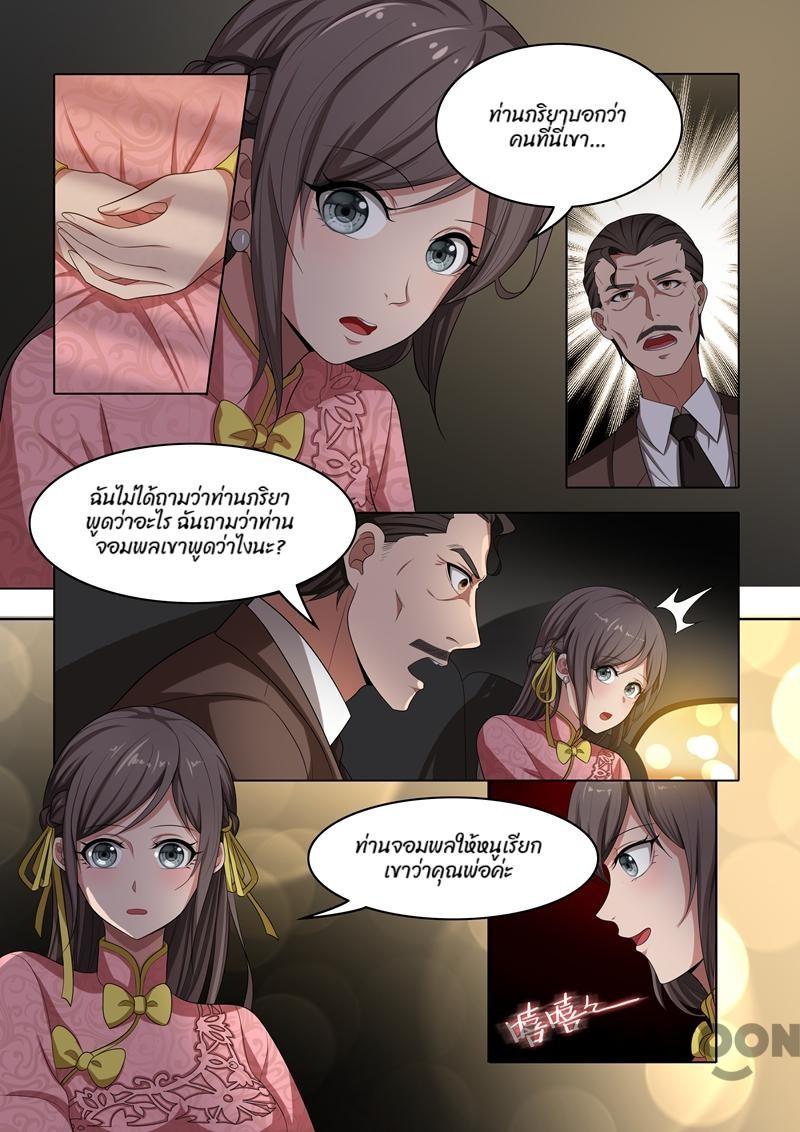 ท่านภริยาบอกว่า
คนที่นี่เขา...
ฉันไม่ได้ถามว่าท่านภริยา
พูดว่าอะไร ฉันถามว่าท่าน
จอมพลเขาพูดว่าไงนะ?
ท่านจอมพลให้หนูเรียก
เขาว่าคุณพ่อค่ะ
嘻嘻~
OON